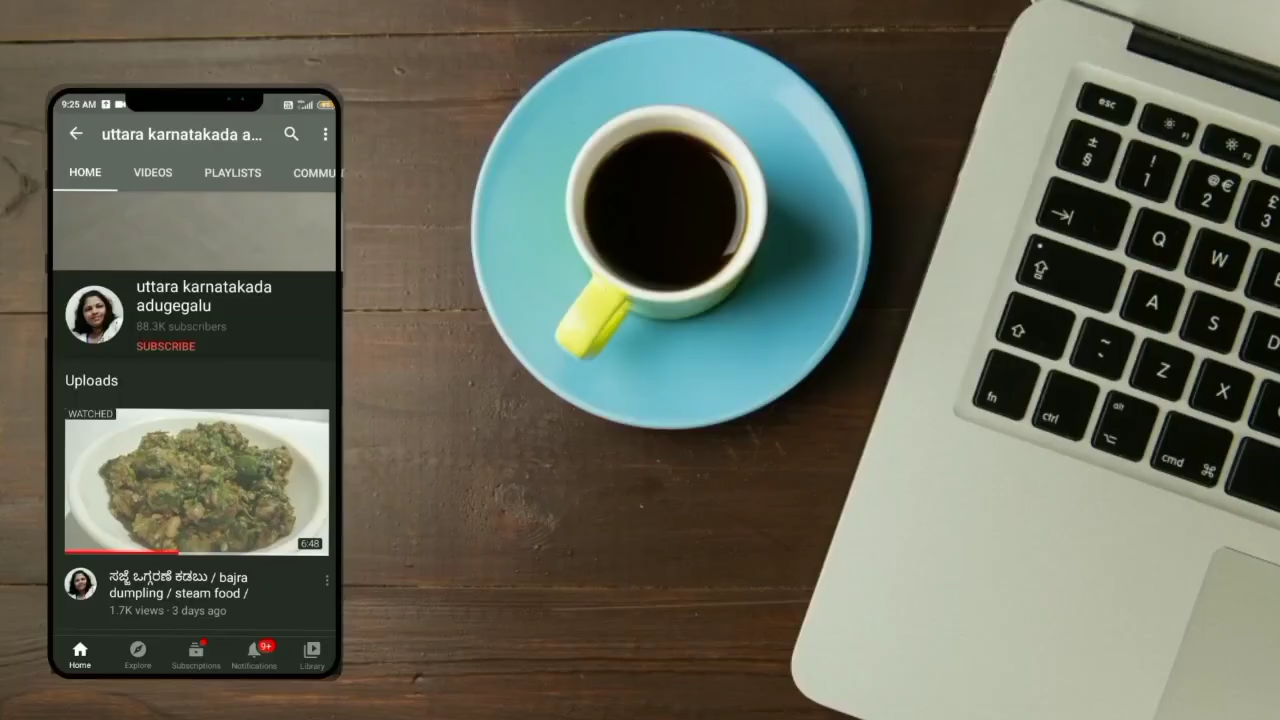 9:25 AM
uttara karnatakada a...
HOME VIDEOS PLAYLISTS COMMU
uttara karnatakada
adugegalu
88.3K subscribers
SUBSCRIBE
Uploads
WATCHED
6:48
ಸಜ್ಜೆ ಒಗ್ಗರಣೆ ಕಡಬು / bajra
dumpling / steam food /
1.7K views · 3 days ago
9+
Home Explore Subscriptions Notifications Library
esc F1 F2
± § ! 1 @ € 2 £ 3
Q W
A S D
~ Z X
fn ctrl alt cmd ⌘